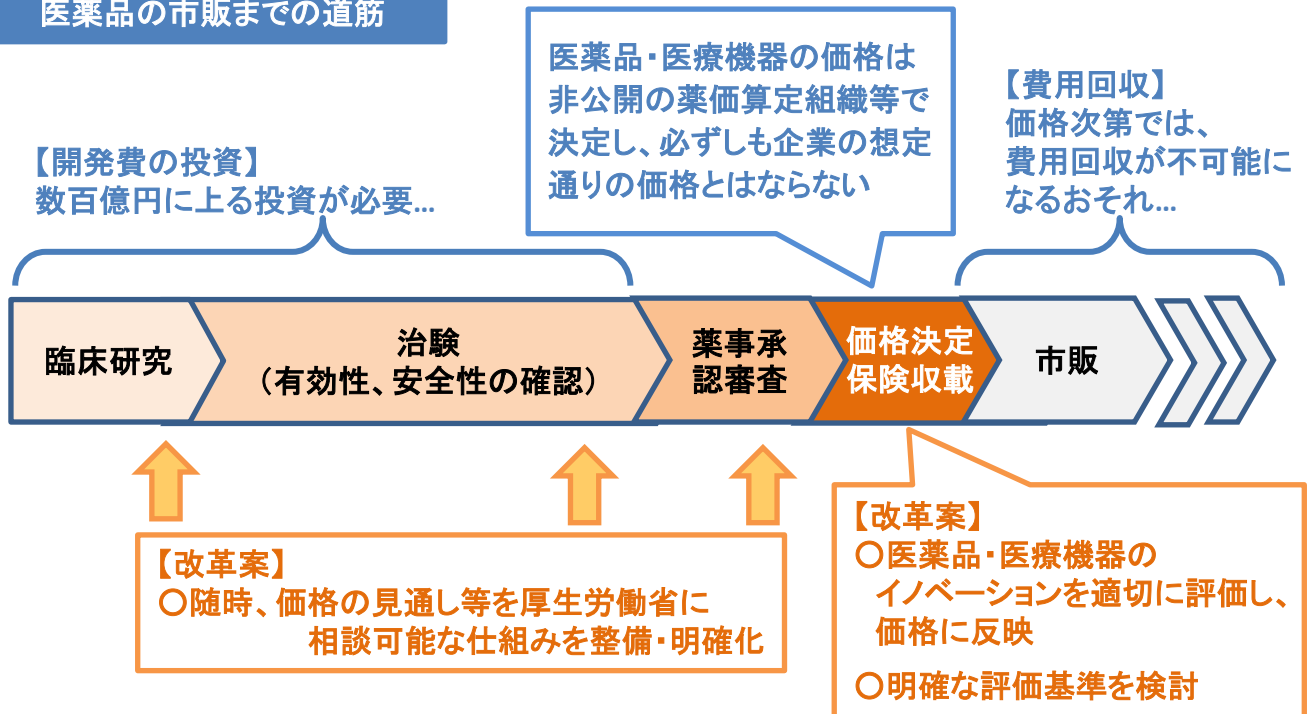 医薬品の市販までの道筋
医薬品・医療機器の価格は
非公開の薬価算定組織等で
決定し、必ずしも企業の想定
通りの価格とはならない
【費用回収】
価格次第では、
費用回収が不可能に
なるおそれ…
【開発費の投資】
数百億円に上る投資が必要…
臨床研究
治験
（有効性、安全性の確認）
薬事承
認審査
価格決定
保険収載
市販
【改革案】
○随時、価格の見通し等を厚生労働省に
相談可能な仕組みを整備・明確化
【改革案】
○医薬品・医療機器の
イノベーションを適切に評価し、
価格に反映
○明確な評価基準を検討